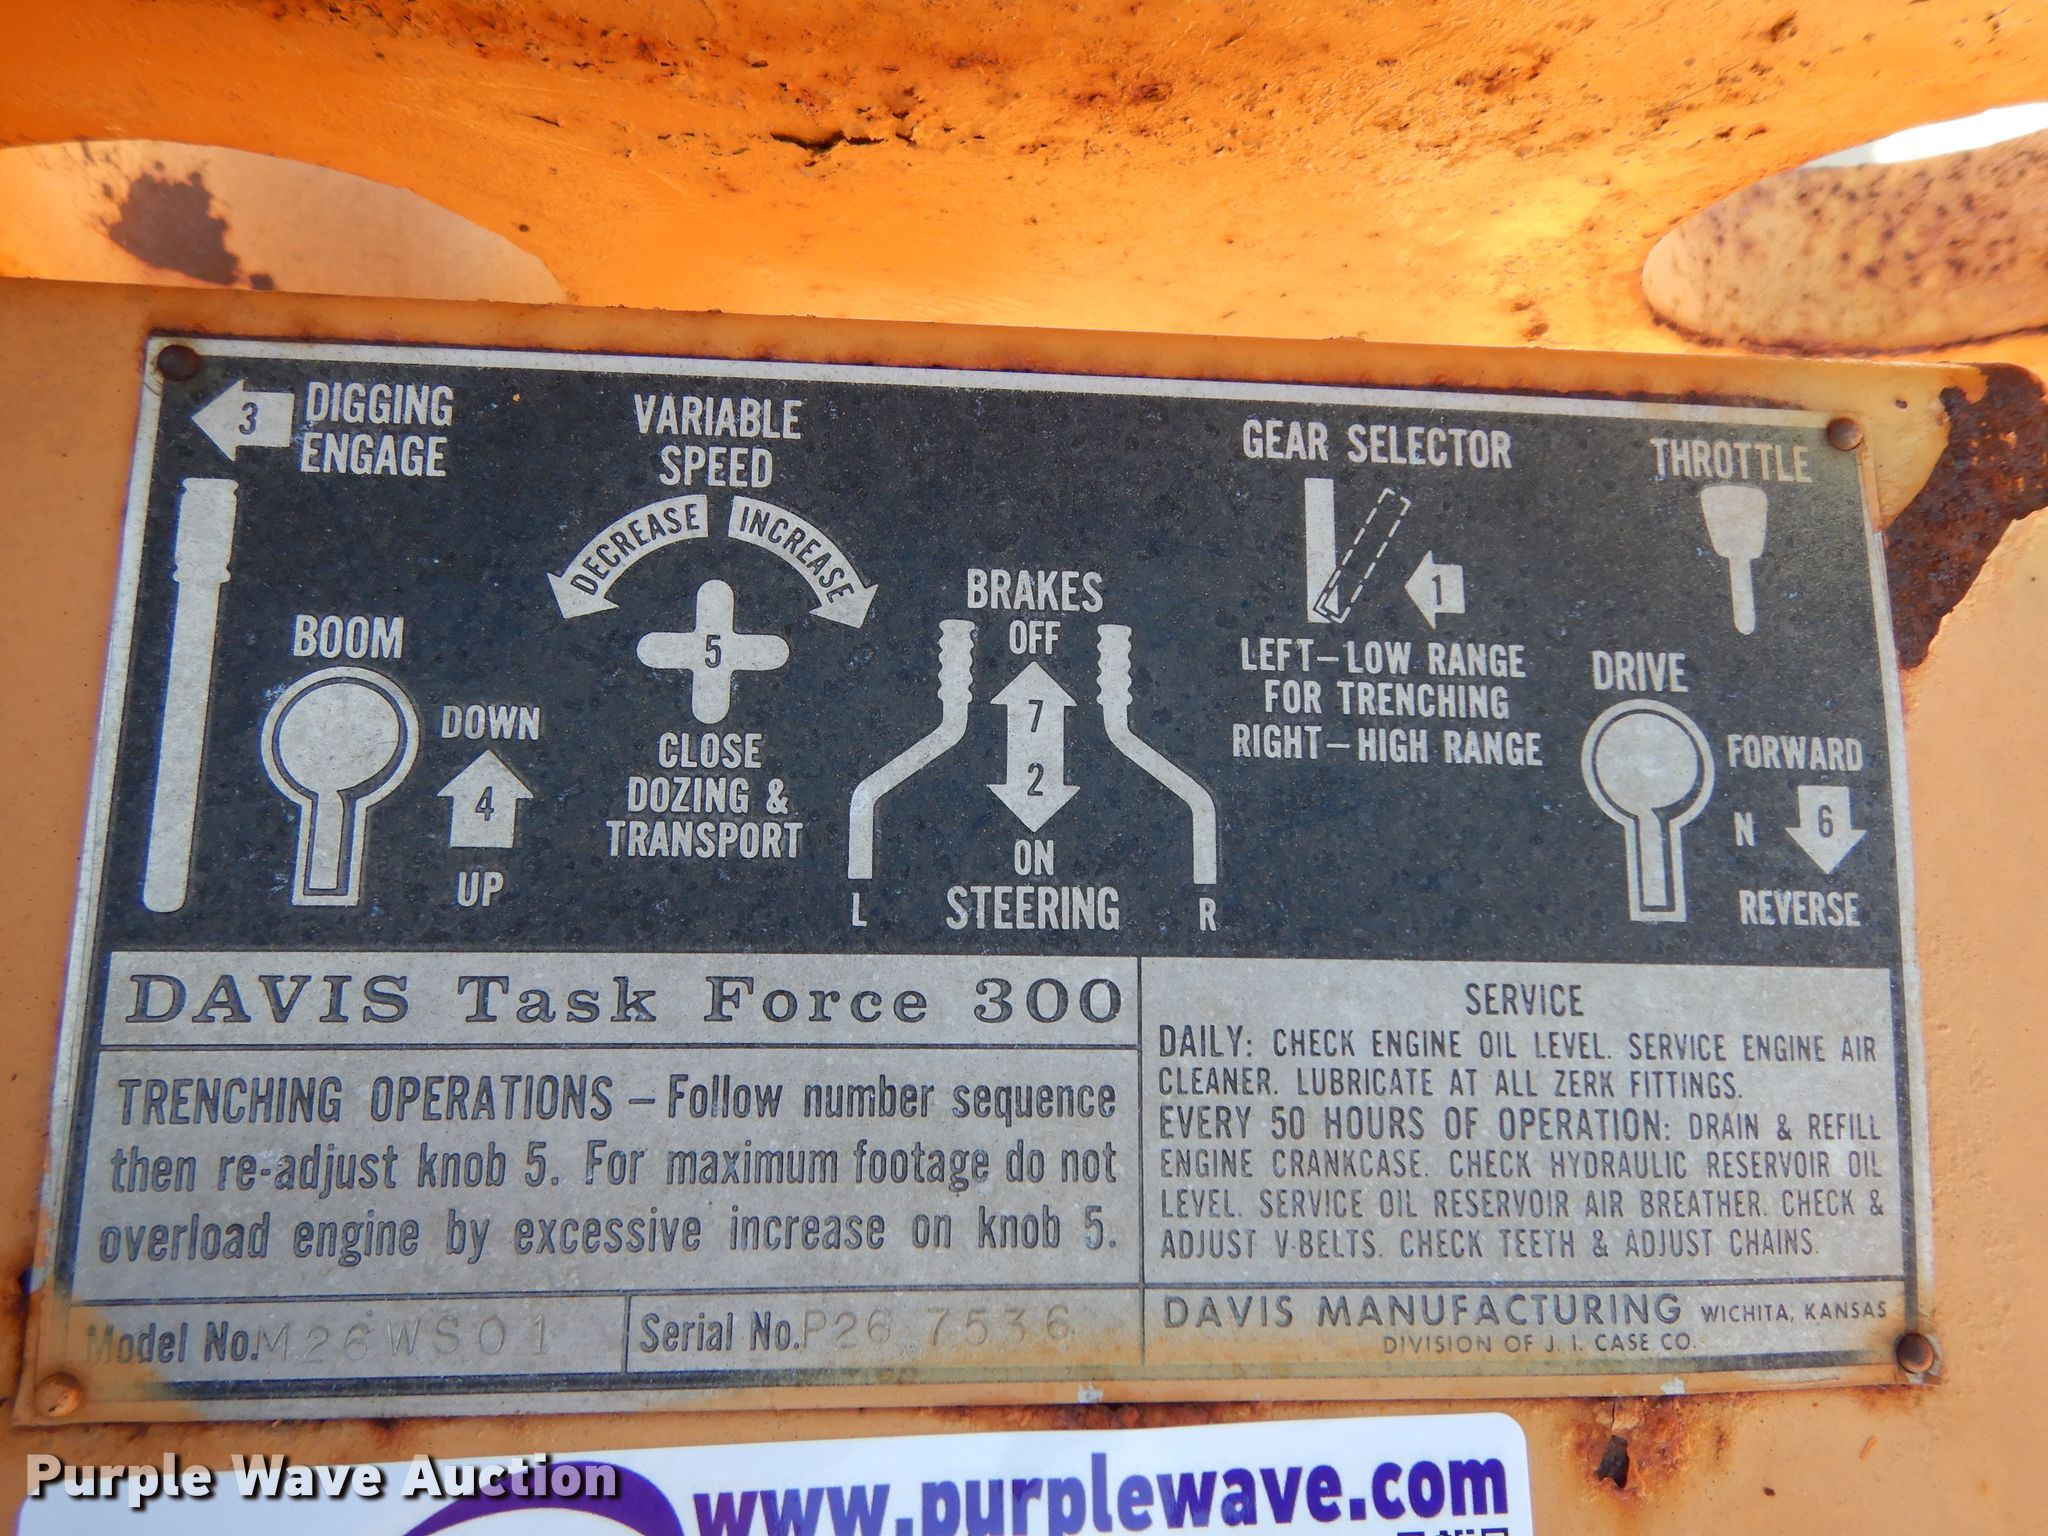 3 DIGGING
ENGAGE
VARIABLE
SPEED
DECREASE INCREASE
5
CLOSE
DOZING &
TRANSPORT
BOOM
DOWN
4
UP
BRAKES
OFF
7
2
ON
L STEERING R
GEAR SELECTOR
1
LEFT-LOW RANGE
FOR TRENCHING
RIGHT-HIGH RANGE
THROTTLE
DRIVE
FORWARD
N 6
REVERSE
DAVIS Task Force 300
TRENCHING OPERATIONS – Follow number sequence
then re-adjust knob 5. For maximum footage do not
overload engine by excessive increase on knob 5.
Model No. M26WS01 Serial No. P26 7536
SERVICE
DAILY: CHECK ENGINE OIL LEVEL. SERVICE ENGINE AIR
CLEANER. LUBRICATE AT ALL ZERK FITTINGS.
EVERY 50 HOURS OF OPERATION: DRAIN & REFILL
ENGINE CRANKCASE. CHECK HYDRAULIC RESERVOIR OIL
LEVEL. SERVICE OIL RESERVOIR AIR BREATHER. CHECK &
ADJUST V-BELTS. CHECK TEETH & ADJUST CHAINS.
DAVIS MANUFACTURING WICHITA, KANSAS
DIVISION OF J. I. CASE CO.
Purple Wave Auction
www.purplewave.com